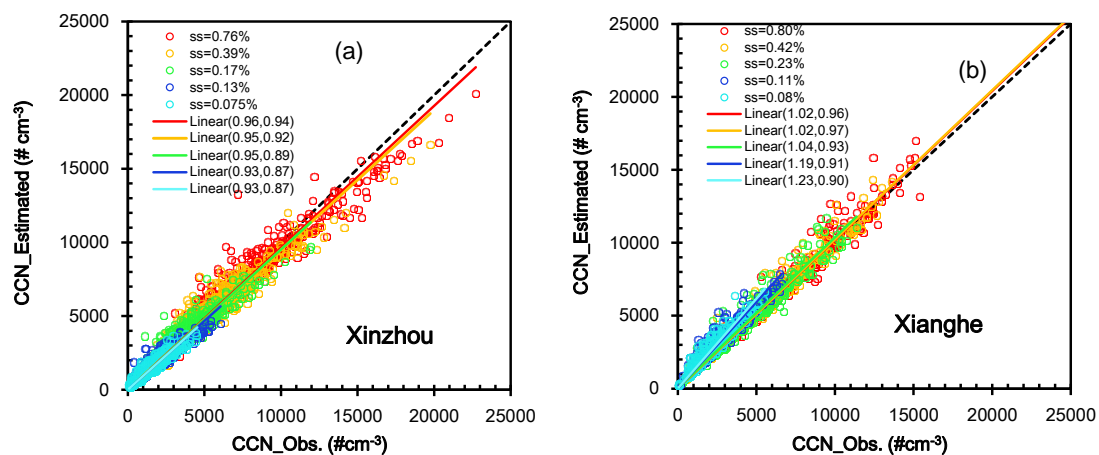 (a)
CCN_Estimated (# cm-3)
25000
20000
15000
10000
5000
0
ss=0.76%
ss=0.39%
ss=0.17%
ss=0.13%
ss=0.075%
Linear(0.96,0.94)
Linear(0.95,0.92)
Linear(0.95,0.89)
Linear(0.93,0.87)
Linear(0.93,0.87)
Xinzhou
0 5000 10000 15000 20000 25000
CCN_Obs. (#cm-3)
(b)
CCN_Estimated (# cm-3)
25000
20000
15000
10000
5000
0
ss=0.80%
ss=0.42%
ss=0.23%
ss=0.11%
ss=0.08%
Linear(1.02,0.96)
Linear(1.02,0.97)
Linear(1.04,0.93)
Linear(1.19,0.91)
Linear(1.23,0.90)
Xianghe
0 5000 10000 15000 20000 25000
CCN_Obs. (#cm-3)